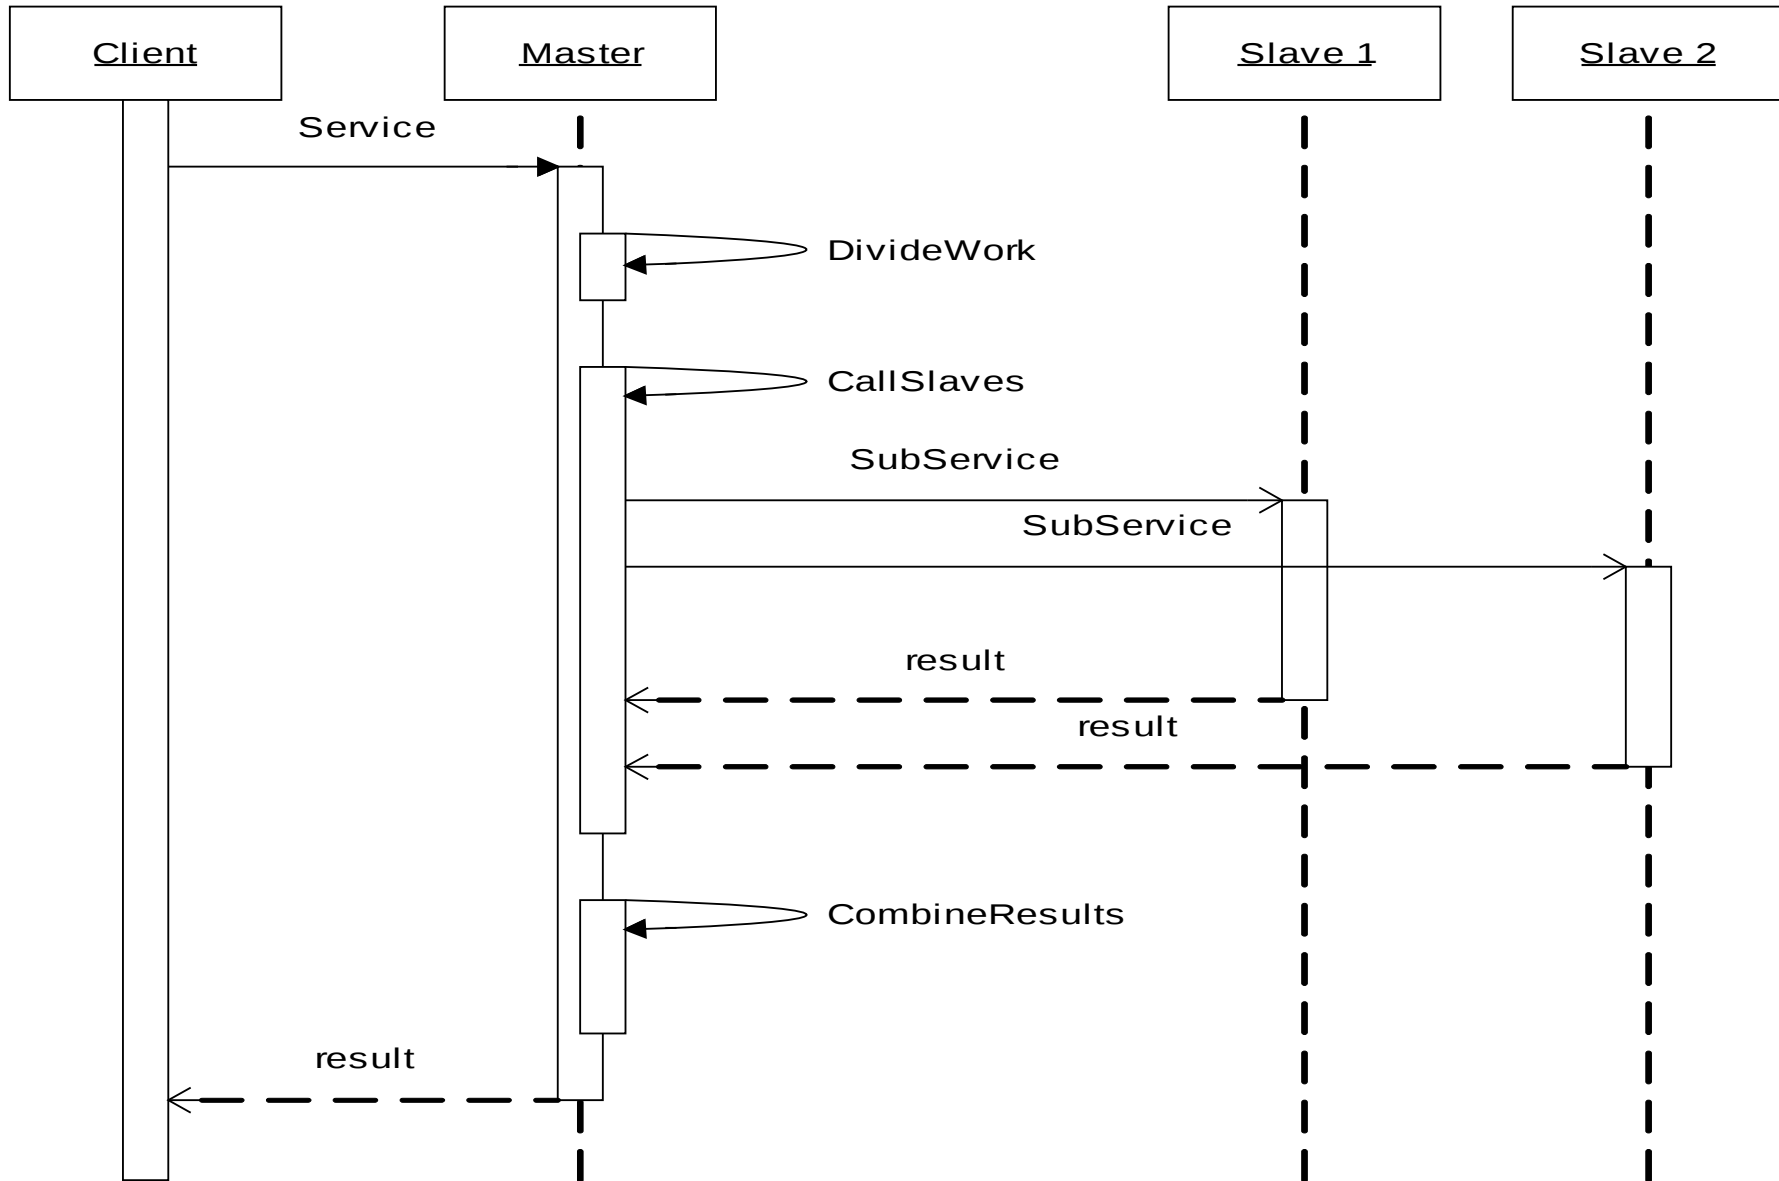 Client
Master
Slave 1
Slave 2
Service
DivideWork
CallSlaves
SubService
SubService
result
result
CombineResults
result